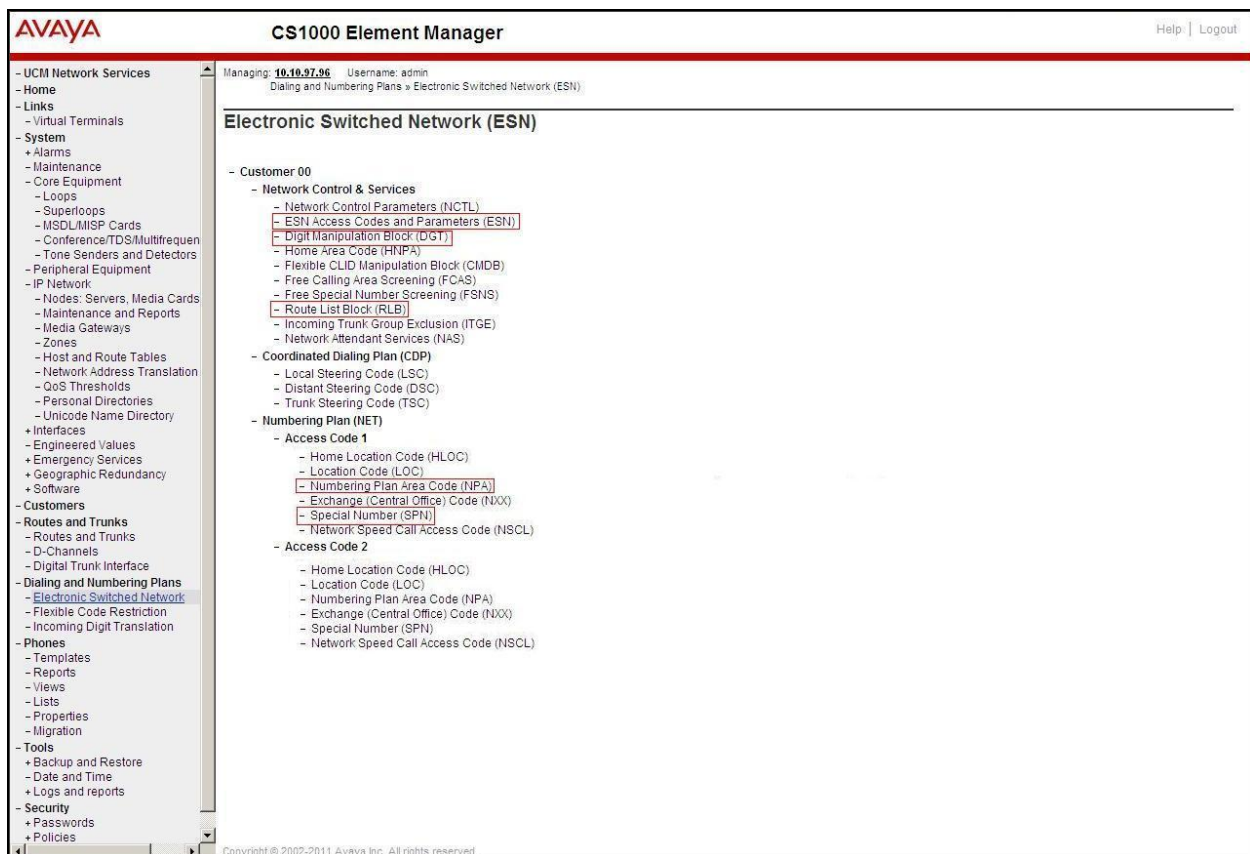 AVAYA
CS1000 Element Manager
Help | Logout
– UCM Network Services
– Home
– Links
– Virtual Terminals
– System
+ Alarms
– Maintenance
– Core Equipment
– Loops
– Superloops
– MSDL/MISP Cards
– Conference/TDS/Multifrequen
– Tone Senders and Detectors
– Peripheral Equipment
– IP Network
– Nodes: Servers, Media Cards
– Maintenance and Reports
– Media Gateways
– Zones
– Host and Route Tables
– Network Address Translation
– QoS Thresholds
– Personal Directories
– Unicode Name Directory
+ Interfaces
– Engineered Values
+ Emergency Services
+ Geographic Redundancy
+ Software
– Customers
– Routes and Trunks
– Routes and Trunks
– D-Channels
– Digital Trunk Interface
– Dialing and Numbering Plans
– Electronic Switched Network
– Flexible Code Restriction
– Incoming Digit Translation
– Phones
– Templates
– Reports
– Views
– Lists
– Properties
– Migration
– Tools
+ Backup and Restore
– Date and Time
+ Logs and reports
– Security
+ Passwords
+ Policies
Managing: 10.10.97.96 Username: admin
Dialing and Numbering Plans » Electronic Switched Network (ESN)
Electronic Switched Network (ESN)
– Customer 00
– Network Control & Services
– Network Control Parameters (NCTL)
– ESN Access Codes and Parameters (ESN)
– Digit Manipulation Block (DGT)
– Home Area Code (HNPA)
– Flexible CLID Manipulation Block (CMDB)
– Free Calling Area Screening (FCAS)
– Free Special Number Screening (FSNS)
– Route List Block (RLB)
– Incoming Trunk Group Exclusion (ITGE)
– Network Attendant Services (NAS)
– Coordinated Dialing Plan (CDP)
– Local Steering Code (LSC)
– Distant Steering Code (DSC)
– Trunk Steering Code (TSC)
– Numbering Plan (NET)
– Access Code 1
– Home Location Code (HLOC)
– Location Code (LOC)
– Numbering Plan Area Code (NPA)
– Exchange (Central Office) Code (NXX)
– Special Number (SPN)
– Network Speed Call Access Code (NSCL)
– Access Code 2
– Home Location Code (HLOC)
– Location Code (LOC)
– Numbering Plan Area Code (NPA)
– Exchange (Central Office) Code (NXX)
– Special Number (SPN)
– Network Speed Call Access Code (NSCL)
Copyright © 2002-2011 Avaya Inc. All rights reserved